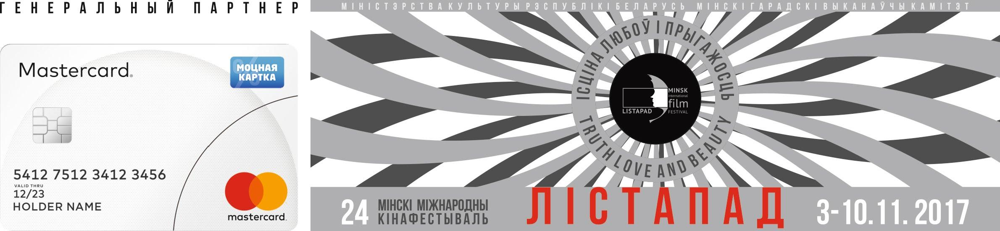 ГЕНЕРАЛЬНЫЙ ПАРТНЕР
Mastercard®
МОЦНАЯ
КАРТКА
5412 7512 3412 3456
VALID THRU
12/23
HOLDER NAME
mastercard.
МІНІСТЭРСТВА КУЛЬТУРЫ РЭСПУБЛІКІ БЕЛАРУСЬ МІНСКІ ГАРАДСКІ ВЫКАНАЎЧЫ КАМІТЭТ
ІСЦІНА ЛЮБОЎ І ПРЫГАЖОСЦЬ
MINSK
international
film
FESTIVAL
LISTAPAD
TRUTH LOVE AND BEAUTY
24
МІНСКІ МІЖНАРОДНЫ
КІНАФЕСТЫВАЛЬ
ЛІСТАПАД
3-10.11. 2017